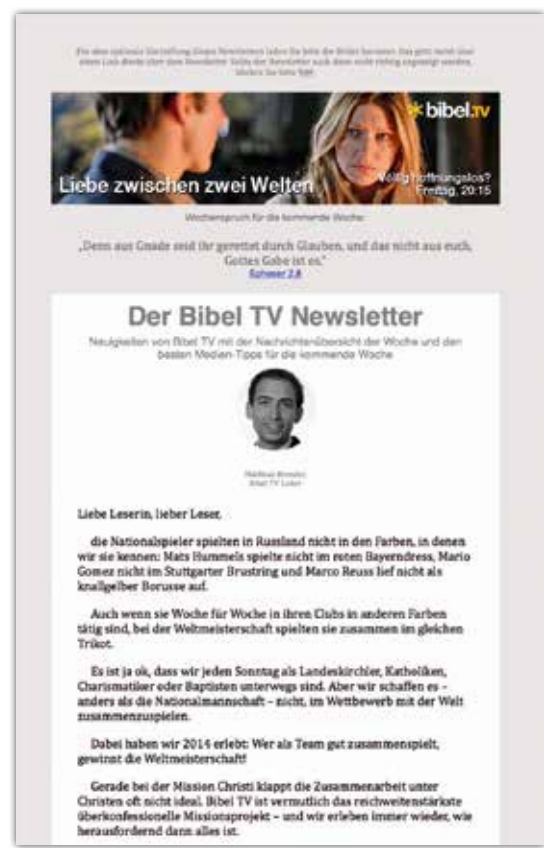 bibel.TV
Liebe zwischen zwei Welten
Völlig hoffnungslos?
Freitag, 20:15
Wochenspruch für die kommende Woche:
„Denn aus Gnade seid ihr gerettet durch Glauben, und das nicht aus euch,
Gottes Gabe ist es."
2,8
Der Bibel TV Newsletter
Neuigkeiten von Bibel TV mit der Nachrichtenübersicht der Woche und den
besten Medien-Tipps für die kommende Woche
Bibel TV
Liebe Leserin, lieber Leser,
die Nationalspieler spielten in Russland nicht in den Farben, in denen
wir sie kennen: Mats Hummels spielte nicht im roten Bayerndress, Mario
Gomez nicht im Stuttgarter Brustring und Marco Reuss lief nicht als
knallgelber Borusse auf.
Auch wenn sie Woche für Woche in ihren Clubs in anderen Farben
tätig sind, bei der Weltmeisterschaft spielten sie zusammen im gleichen
Trikot.
Es ist ja ok, dass wir jeden Sonntag als Landeskirchler, Katholiken,
Charismatiker oder Baptisten unterwegs sind. Aber wir schaffen es –
anders als die Nationalmannschaft – nicht, im Wettbewerb mit der Welt
zusammenzuspielen.
Dabei haben wir 2014 erlebt: Wer als Team gut zusammenspielt,
gewinnt die Weltmeisterschaft!
Gerade bei der Mission Christi klappt die Zusammenarbeit unter
Christen oft nicht ideal. Bibel TV ist vermutlich das reichweitenstärkste
überkonfessionelle Missionsprojekt – und wir erleben immer wieder, wie
herausfordernd dann alles ist.